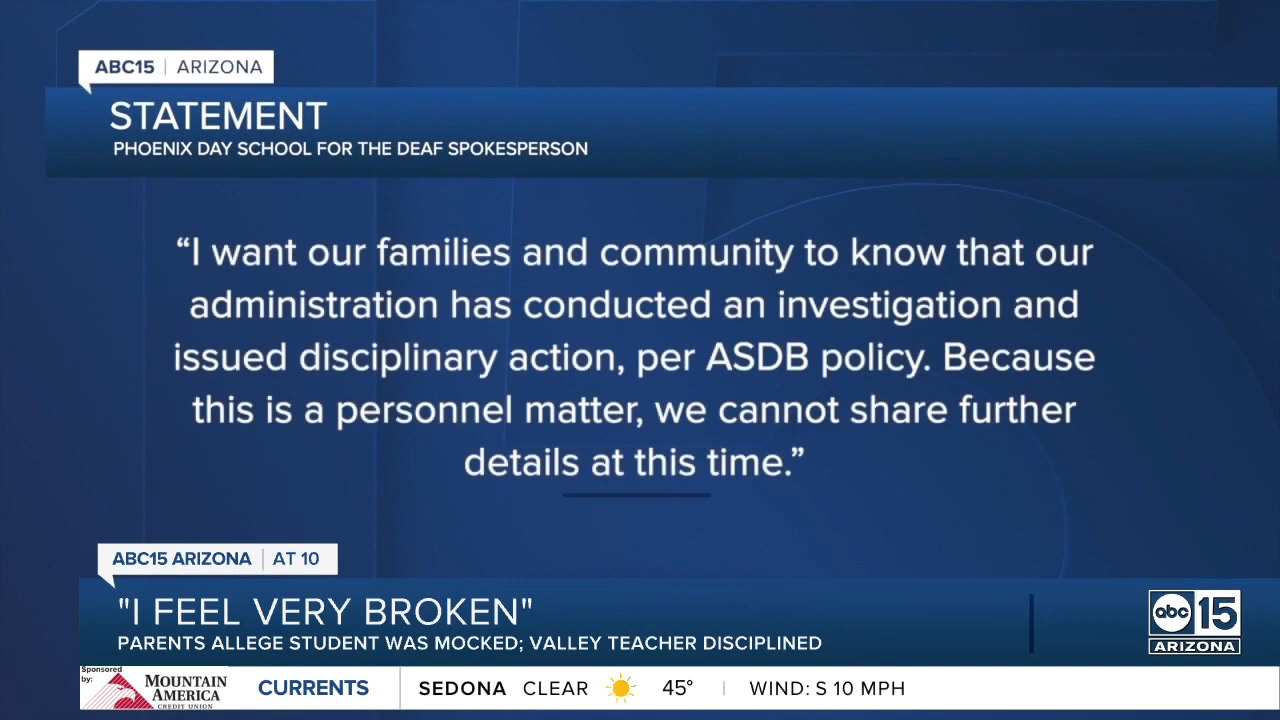 ABC15 | ARIZONA
STATEMENT
PHOENIX DAY SCHOOL FOR THE DEAF SPOKESPERSON
“I want our families and community to know that our
administration has conducted an investigation and
issued disciplinary action, per ASDB policy. Because
this is a personnel matter, we cannot share further
details at this time.”
ABC15 ARIZONA | AT 10
"I FEEL VERY BROKEN"
PARENTS ALLEGE STUDENT WAS MOCKED; VALLEY TEACHER DISCIPLINED
abc 15
ARIZONA
Sponsored
by:
MOUNTAIN
AMERICA
CREDIT UNION
CURRENTS
SEDONA CLEAR 45° | WIND: S 10 MPH